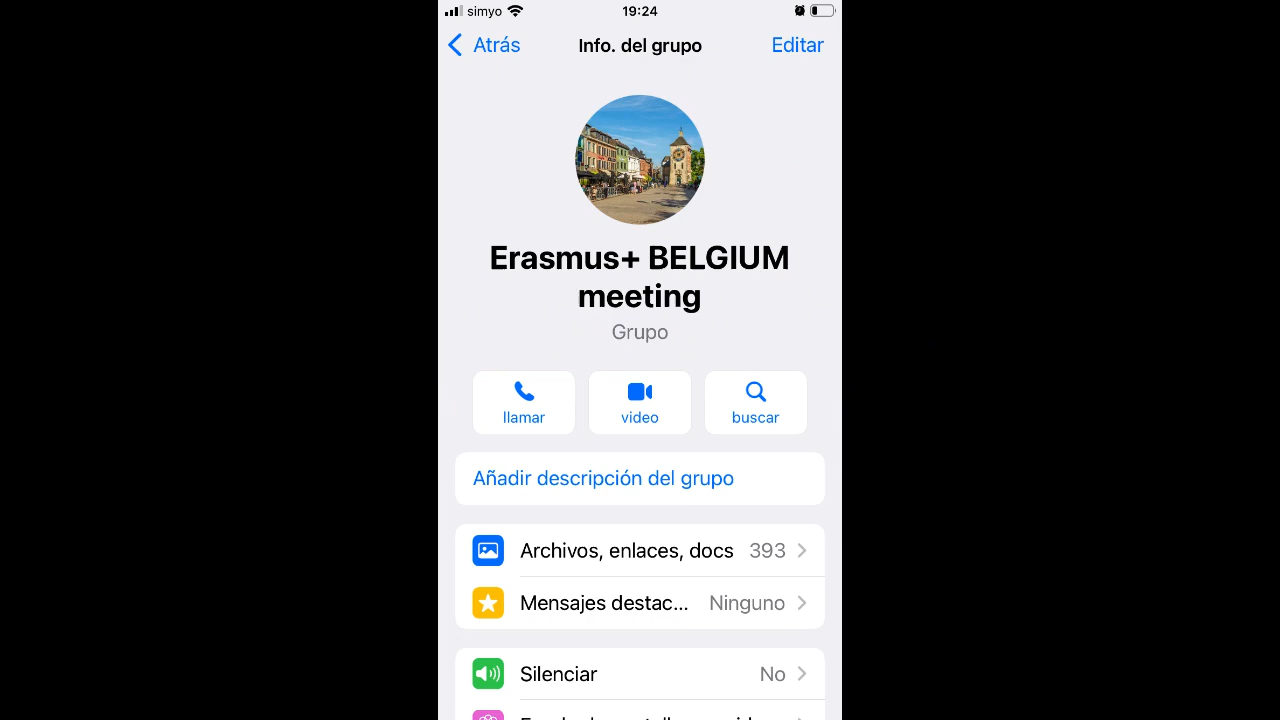 simyo 19:24
Atrás Info. del grupo Editar
Erasmus+ BELGIUM
meeting
Grupo
llamar video buscar
Añadir descripción del grupo
Archivos, enlaces, docs 393
Mensajes destac... Ninguno
Silenciar No